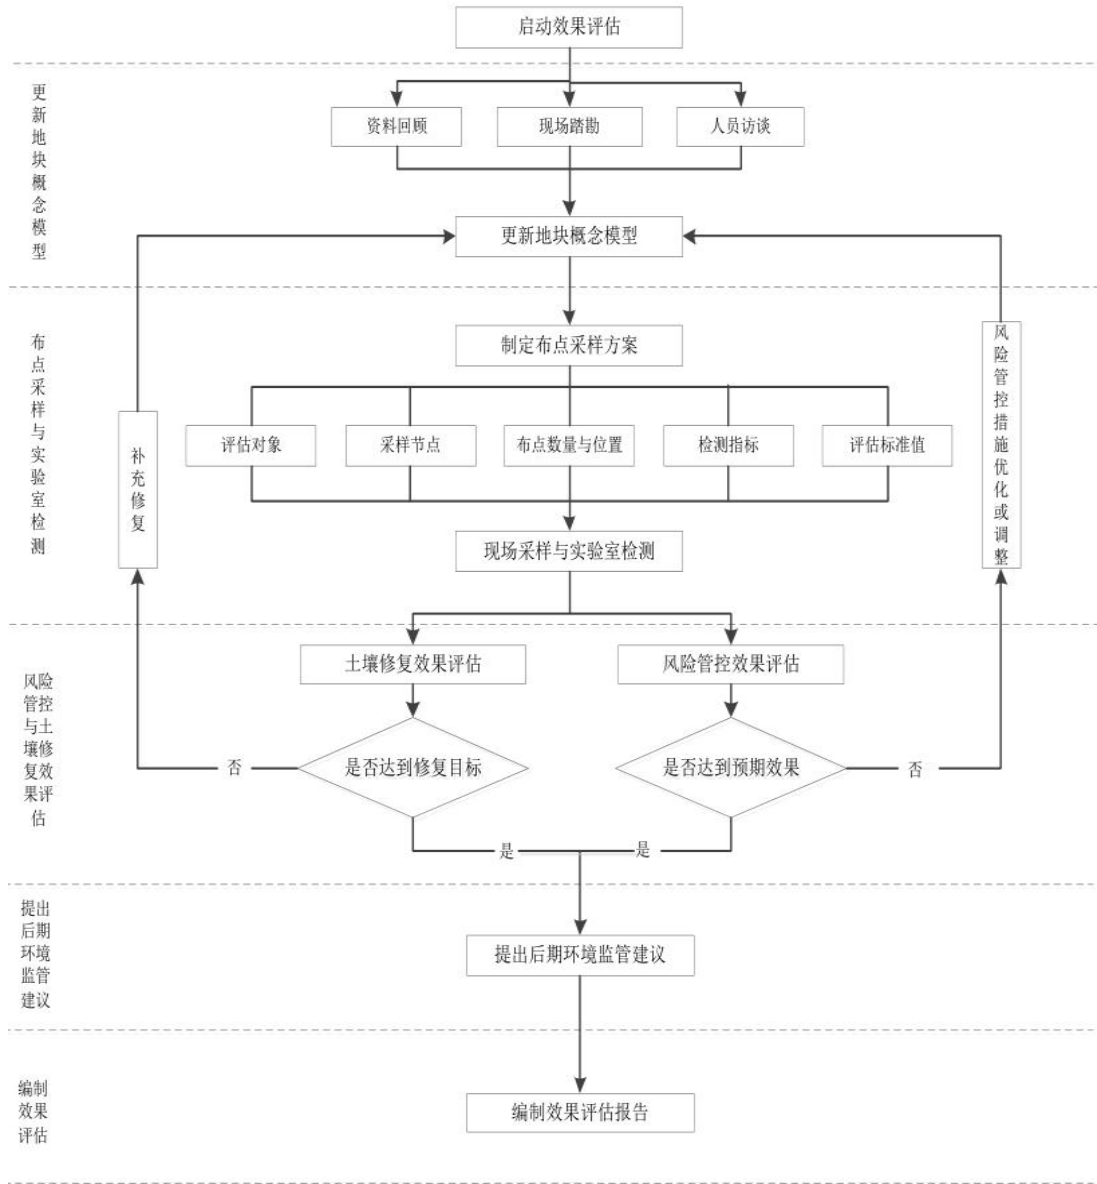 启动效果评估
更新地块概念模型
资料回顾
现场踏勘
人员访谈
更新地块概念模型
布点采样与实验室检测
制定布点采样方案
评估对象
采样节点
布点数量与位置
检测指标
评估标准值
补充修复
风险管控措施优化或调整
现场采样与实验室检测
风险
管控
与土
壤修
复效
果评
估
土壤修复效果评估
风险管控效果评估
否
是否达到修复目标
是否达到预期效果
否
是
是
提出
后期
环境
监管
建议
提出后期环境监管建议
编制
效果
评估
编制效果评估报告